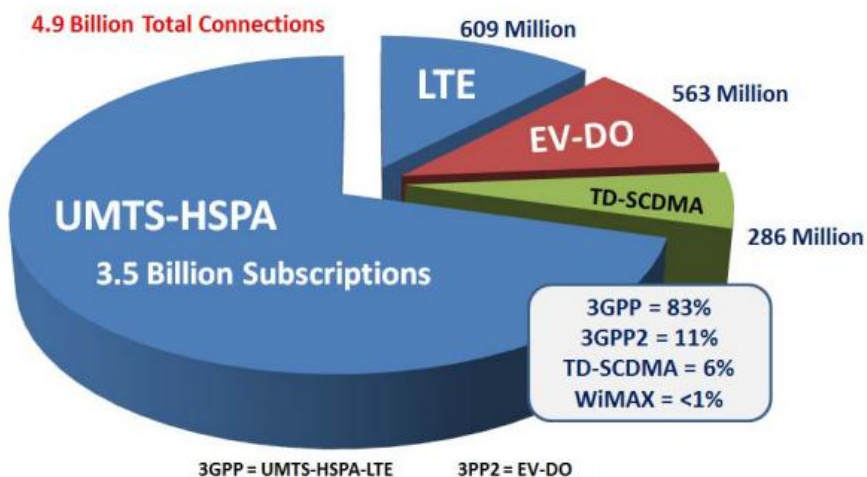 4.9 Billion Total Connections
609 Million
LTE
563 Million
EV-DO
TD-SCDMA
286 Million
UMTS-HSPA
3.5 Billion Subscriptions
3GPP = 83%
3GPP2 = 11%
TD-SCDMA = 6%
WiMAX = <1%
3GPP = UMTS-HSPA-LTE
3PP2 = EV-DO